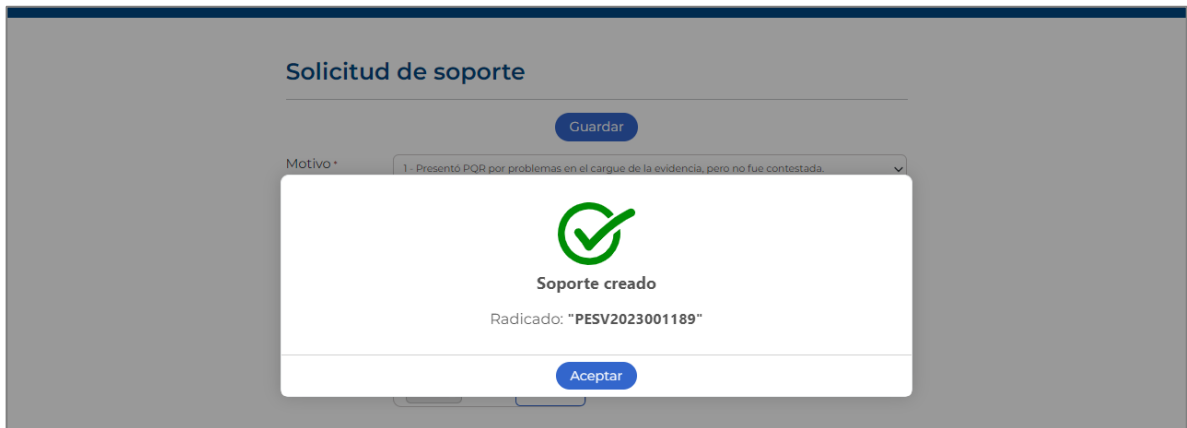 Solicitud de soporte
Guardar
Motivo *
1 - Presentó PQR por problemas en el cargue de la evidencia, pero no fue contestada.
Soporte creado
Radicado: "PESV2023001189"
Aceptar